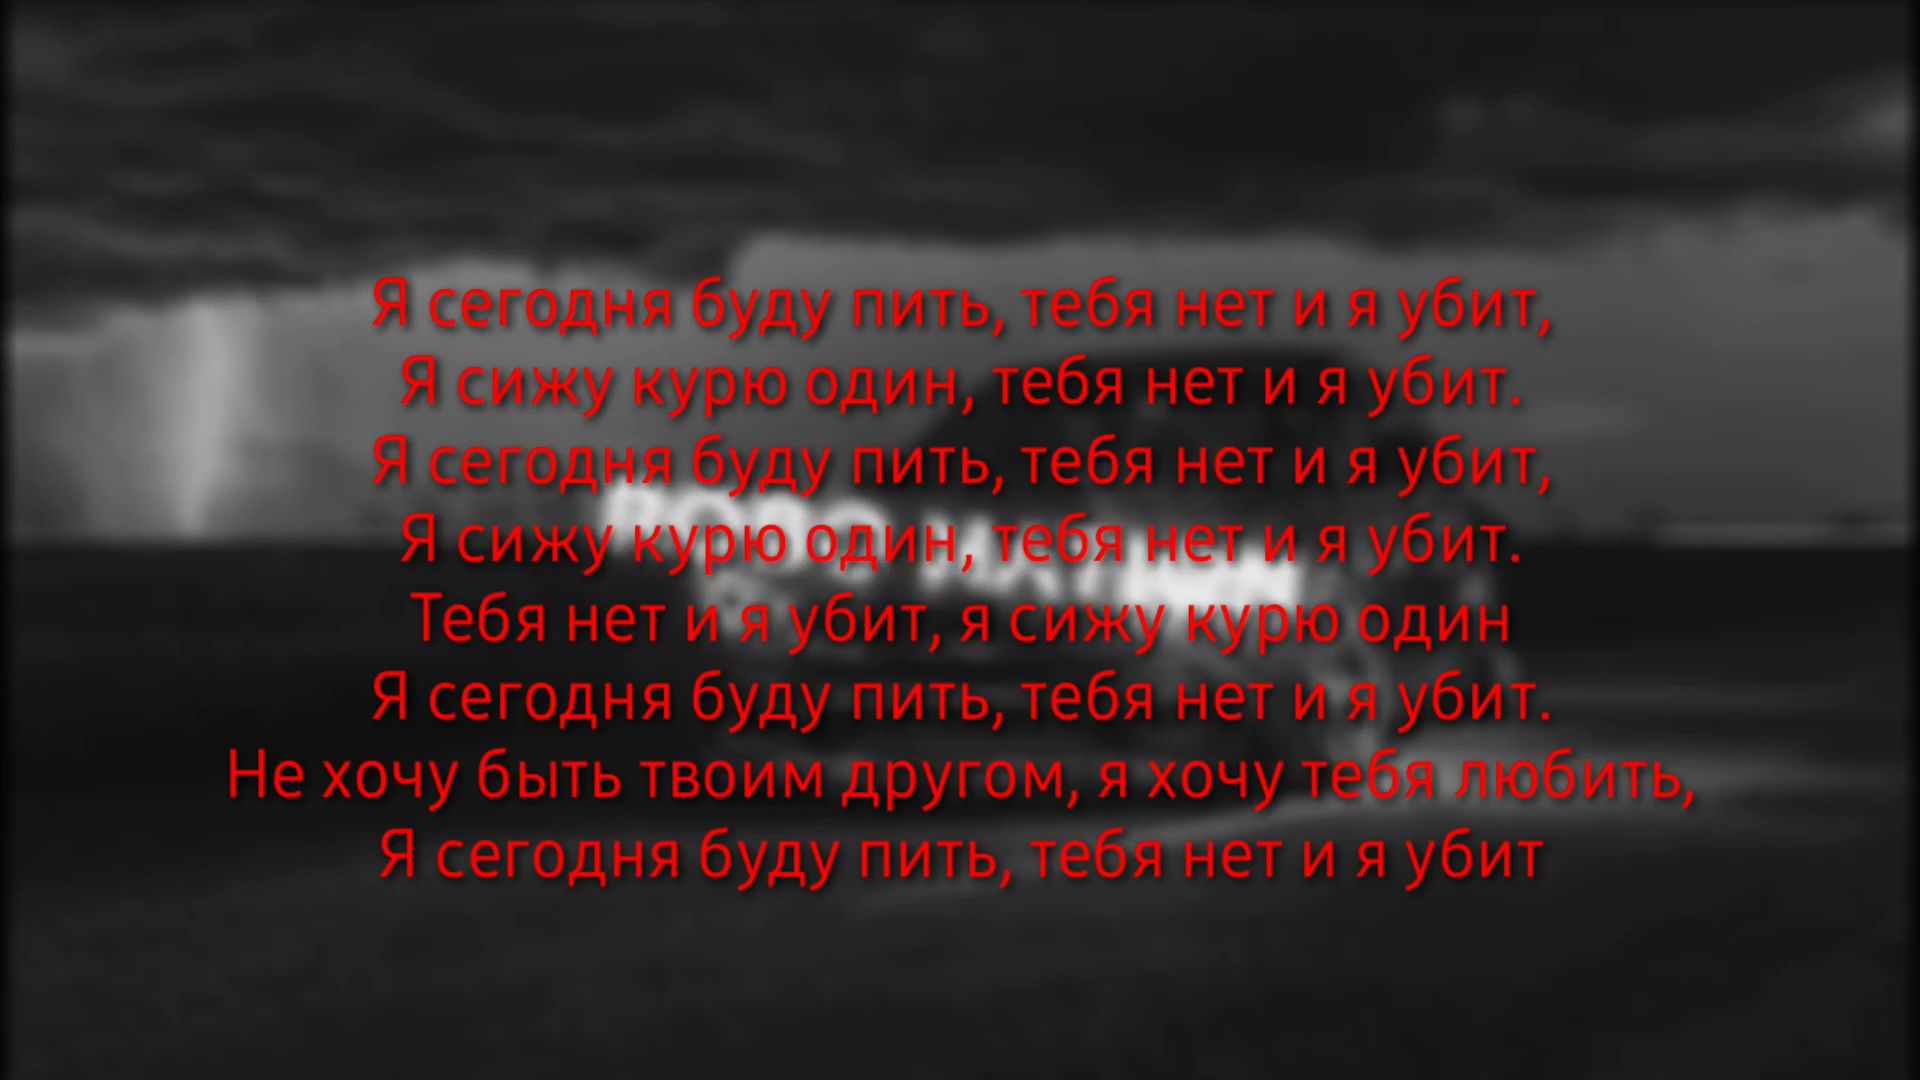 Я сегодня буду пить, тебя нет и я убит,
Я сижу курю один, тебя нет и я убит.
Я сегодня буду пить, тебя нет и я убит,
Я сижу курю один, тебя нет и я убит.
Тебя нет и я убит, я сижу курю один
Я сегодня буду пить, тебя нет и я убит.
Не хочу быть твоим другом, я хочу тебя любить,
Я сегодня буду пить, тебя нет и я убит